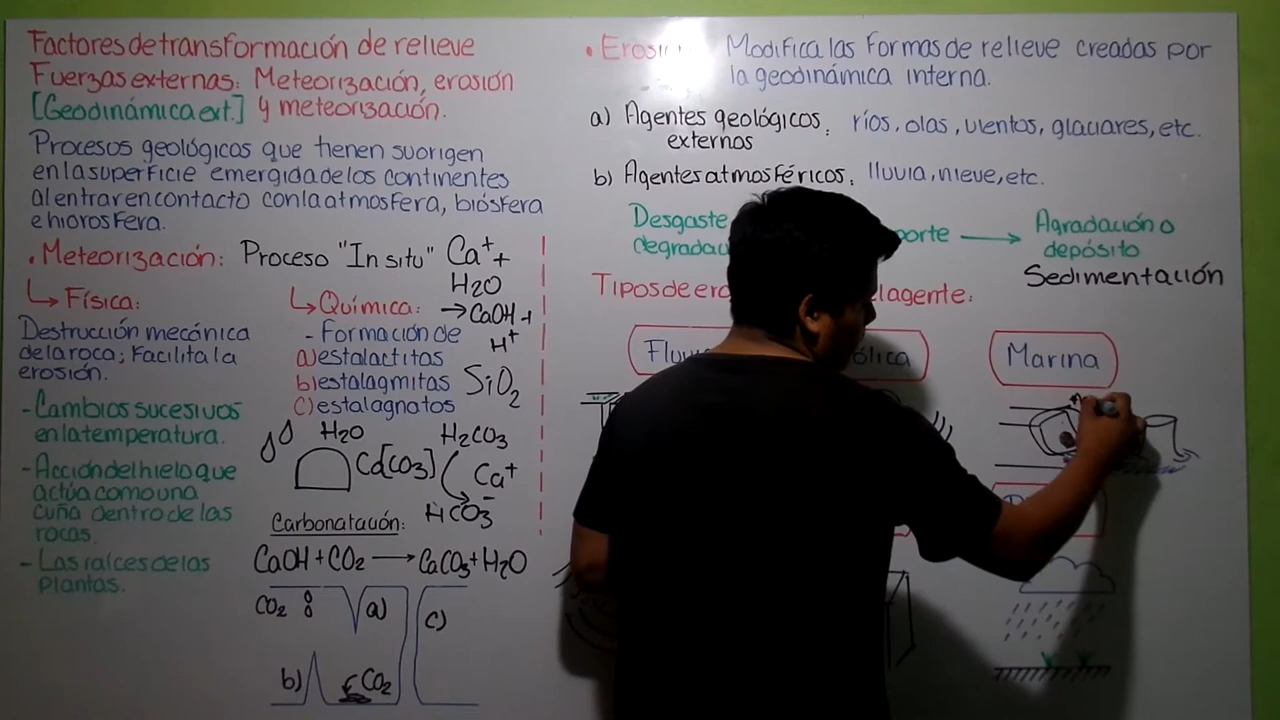 Factores de transformación de relieve
Fuerzas externas: Meteorización, erosión
[Geodinámica ext.] y meteorización.
Procesos geológicos que tienen su origen
en la superficie emergida de los continentes
al entrar en contacto con la atmosfera, biósfera
e hidrosfera.
• Meteorización: Proceso "In situ" Ca⁺ +
H₂O
→ CaOH +
H⁺
↳ Física:
Destrucción mecánica
de la roca; Facilita la
erosión.
- Cambios sucesivos
en la temperatura.
- Acción del hielo que
actúa como una
cuña dentro de las
rocas.
- Las raíces de las
plantas.
↳ Química:
- Formación de
a) estalactitas
b) estalagmitas SiO₂
c) estalagnatos
H₂O H₂CO₃
Ca[CO₃] Ca⁺
HCO₃⁻
Carbonatación:
CaOH + CO₂ → CaCO₃ + H₂O
CO₂ a) c)
b) CO₂
• Erosi Modifica las Formas de relieve creadas por
la geodinámica interna.
a) Agentes geológicos : ríos, olas, vientos, glaciares, etc.
externos
b) Agentes atmosféricos : lluvia, nieve, etc.
Desgaste porte → Agradación o
degradac depósito
Sedimentación
Tipos de ero el agente:
Fluv ólica Marina